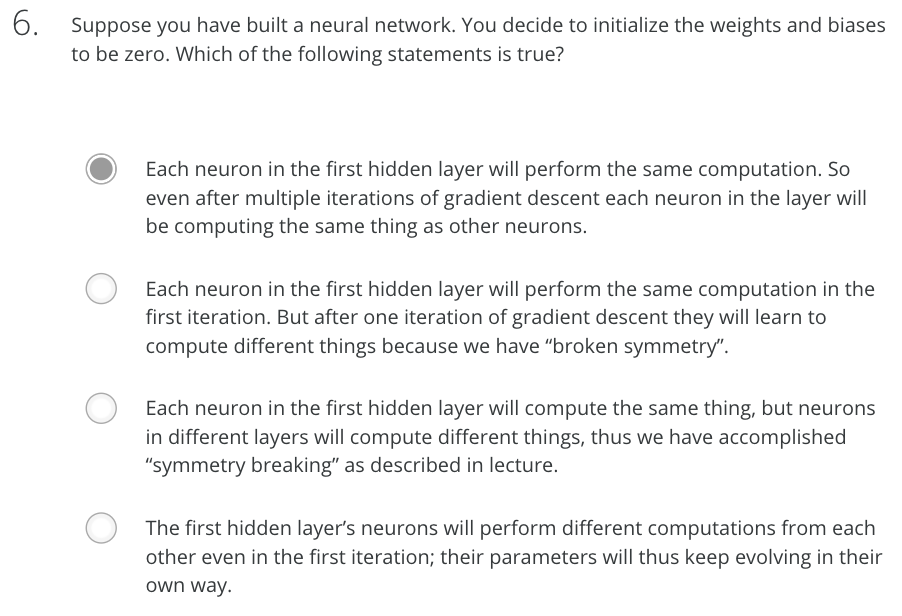 6. Suppose you have built a neural network. You decide to initialize the weights and biases
to be zero. Which of the following statements is true?
Each neuron in the first hidden layer will perform the same computation. So
even after multiple iterations of gradient descent each neuron in the layer will
be computing the same thing as other neurons.
Each neuron in the first hidden layer will perform the same computation in the
first iteration. But after one iteration of gradient descent they will learn to
compute different things because we have “broken symmetry”.
Each neuron in the first hidden layer will compute the same thing, but neurons
in different layers will compute different things, thus we have accomplished
“symmetry breaking” as described in lecture.
The first hidden layer’s neurons will perform different computations from each
other even in the first iteration; their parameters will thus keep evolving in their
own way.